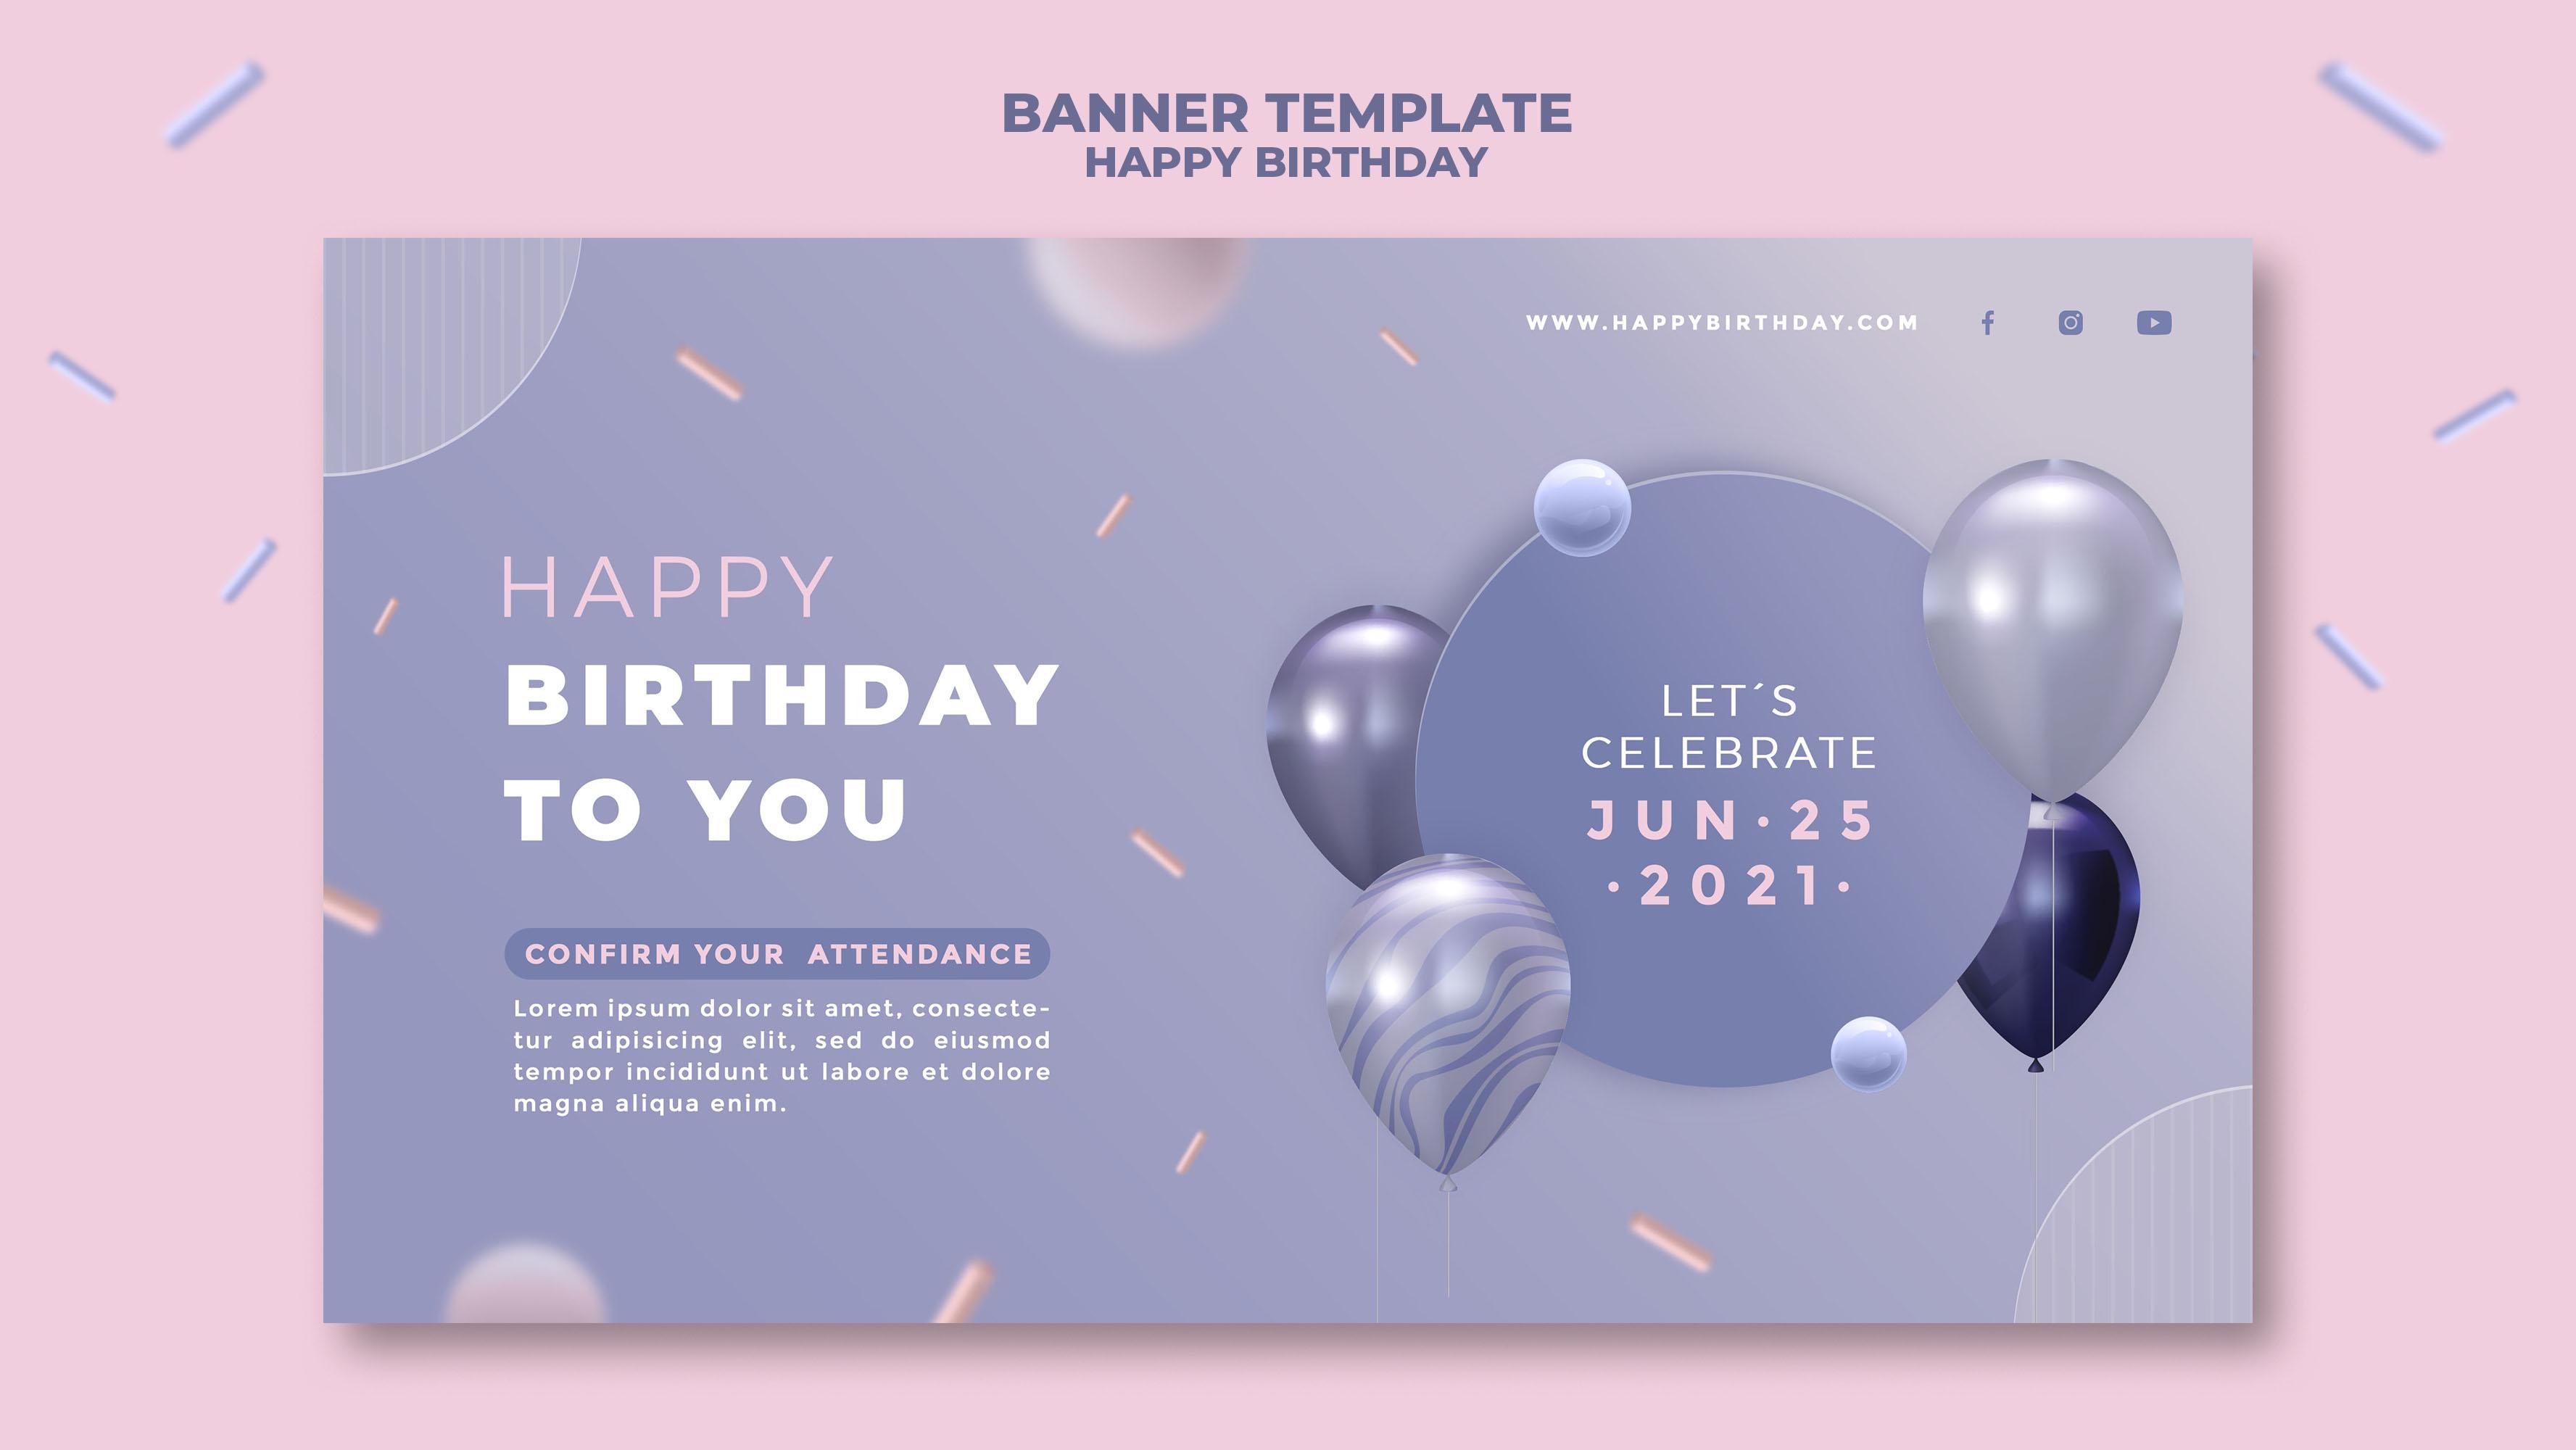 BANNER TEMPLATE
HAPPY BIRTHDAY
WWW.HAPPYBIRTHDAY.COM
HAPPY
BIRTHDAY
TO YOU
CONFIRM YOUR  ATTENDANCE
Lorem ipsum dolor sit amet, consecte-
tur adipisicing elit, sed do eiusmod
tempor incididunt ut labore et dolore
magna aliqua enim.
LET´S
CELEBRATE
JUN·25
·2021·